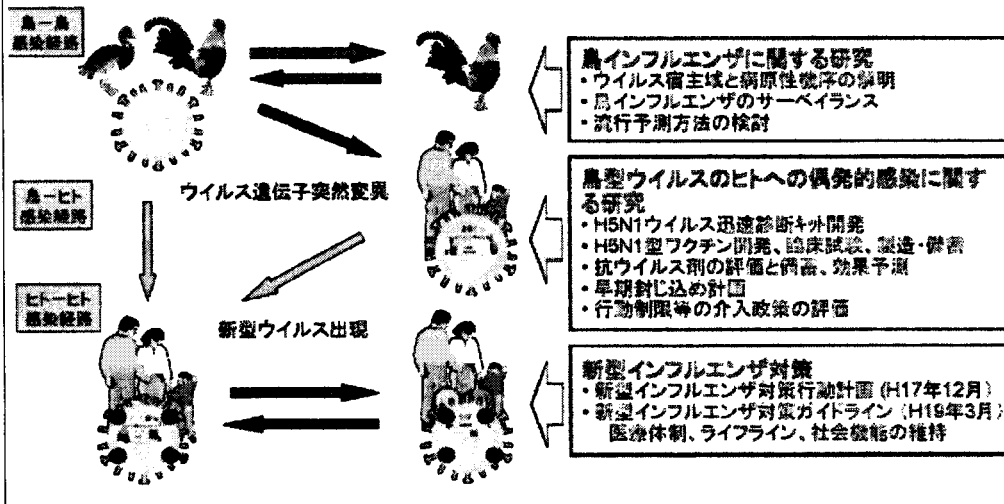 鳥ー鳥
感染経路
鳥ーヒト
感染経路
ヒトーヒト
感染経路
ウイルス遺伝子突然変異
新型ウイルス出現
鳥インフルエンザに関する研究
・ウイルス宿主域と病原性機序の解明
・鳥インフルエンザのサーベイランス
・流行予測方法の検討
鳥型ウイルスのヒトへの偶発的感染に関す
る研究
・H5N1ウイルス迅速診断キット開発
・H5N1型ワクチン開発、臨床試験、製造・備蓄
・抗ウイルス剤の評価と備蓄、効果予測
・早期封じ込め計画
・行動制限等の介入政策の評価
新型インフルエンザ対策
・新型インフルエンザ対策行動計画(H17年12月)
・新型インフルエンザ対策ガイドライン(H19年3月)
医療体制、ライフライン、社会機能の維持